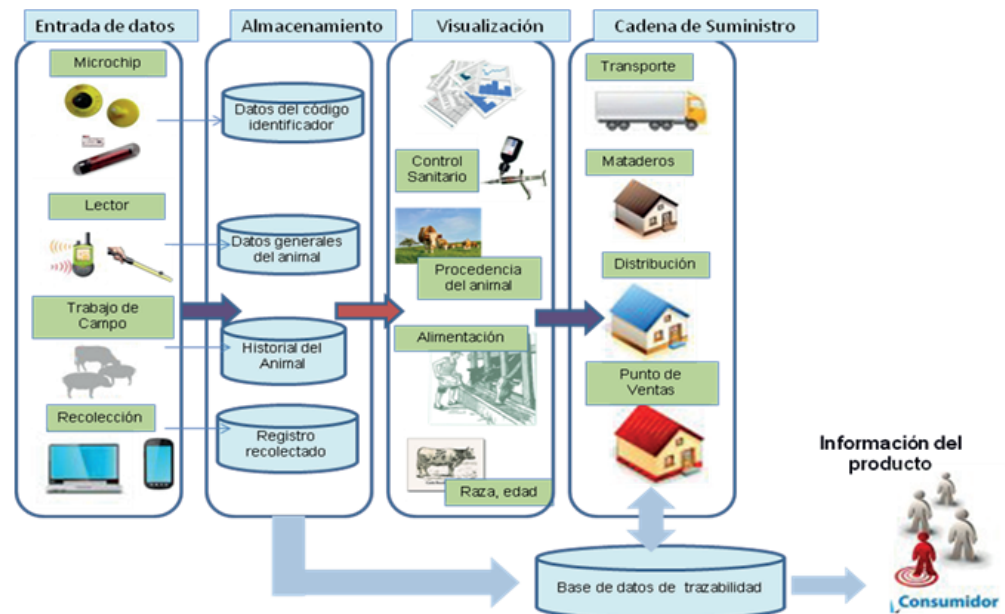 Entrada de datos
Microchip
Lector
Trabajo de
Campo
Recolección
Almacenamiento
Datos del código
identificador
Datos generales
del animal
Historial del
Animal
Registro
recolectado
Visualización
Control
Sanitario
Procedencia
del animal
Alimentación
Raza, edad
Cadena de Suministro
Transporte
Mataderos
Distribución
Punto de
Ventas
Base de datos de trazabilidad
Información del
producto
Consumidor